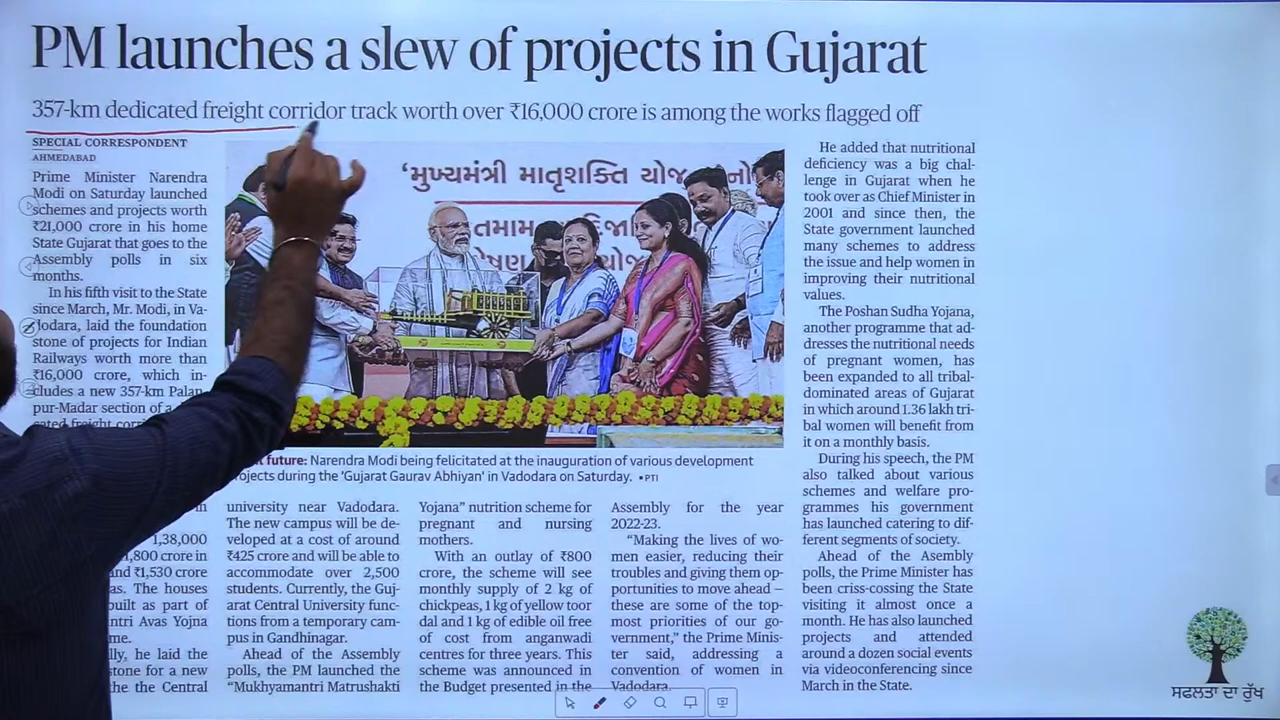 PM launches a slew of projects in Gujarat
357-km dedicated freight corridor track worth over ₹16,000 crore is among the works flagged off
SPECIAL CORRESPONDENT
AHMEDABAD
Prime Minister Narendra
Modi on Saturday launched
schemes and projects worth
₹21,000 crore in his home
State Gujarat that goes to the
Assembly polls in six
months.
In his fifth visit to the State
since March, Mr. Modi, in Va-
dodara, laid the foundation
stone of projects for Indian
Railways worth more than
₹16,000 crore, which in-
cludes a new 357-km Palan-
pur-Madar section of a
1,38,000
,800 crore in
and ₹1,530 crore
as. The houses
built as part of
ntri Avas Yojna
me.
lly, he laid the
stone for a new
the Central
‘મુખ્યમંત્રી માતૃશક્તિ
તમામ
future: Narendra Modi being felicitated at the inauguration of various development
rojects during the 'Gujarat Gaurav Abhiyan' in Vadodara on Saturday. • PTI
university near Vadodara.
The new campus will be de-
veloped at a cost of around
₹425 crore and will be able to
accommodate over 2,500
students. Currently, the Guj-
arat Central University func-
tions from a temporary cam-
pus in Gandhinagar.
Ahead of the Assembly
polls, the PM launched the
“Mukhyamantri Matrushakti
Yojana” nutrition scheme for
pregnant and nursing
mothers.
With an outlay of ₹800
crore, the scheme will see
monthly supply of 2 kg of
chickpeas, 1 kg of yellow toor
dal and 1 kg of edible oil free
of cost from anganwadi
centres for three years. This
scheme was announced in
the Budget presented in the
Assembly for the year
2022-23.
“Making the lives of wo-
men easier, reducing their
troubles and giving them op-
portunities to move ahead —
these are some of the top-
most priorities of our go-
vernment,” the Prime Minis-
ter said, addressing a
convention of women in
Vadodara.
He added that nutritional
deficiency was a big chal-
lenge in Gujarat when he
took over as Chief Minister in
2001 and since then, the
State government launched
many schemes to address
the issue and help women in
improving their nutritional
values.
The Poshan Sudha Yojana,
another programme that ad-
dresses the nutritional needs
of pregnant women, has
been expanded to all tribal-
dominated areas of Gujarat
in which around 1.36 lakh tri-
bal women will benefit from
it on a monthly basis.
During his speech, the PM
also talked about various
schemes and welfare pro-
grammes his government
has launched catering to dif-
ferent segments of society.
Ahead of the Asembly
polls, the Prime Minister has
been criss-cossing the State
visiting it almost once a
month. He has also launched
projects and attended
around a dozen social events
via videoconferencing since
March in the State.
ਸਫਲਤਾ ਦਾ ਰੁੱਖ